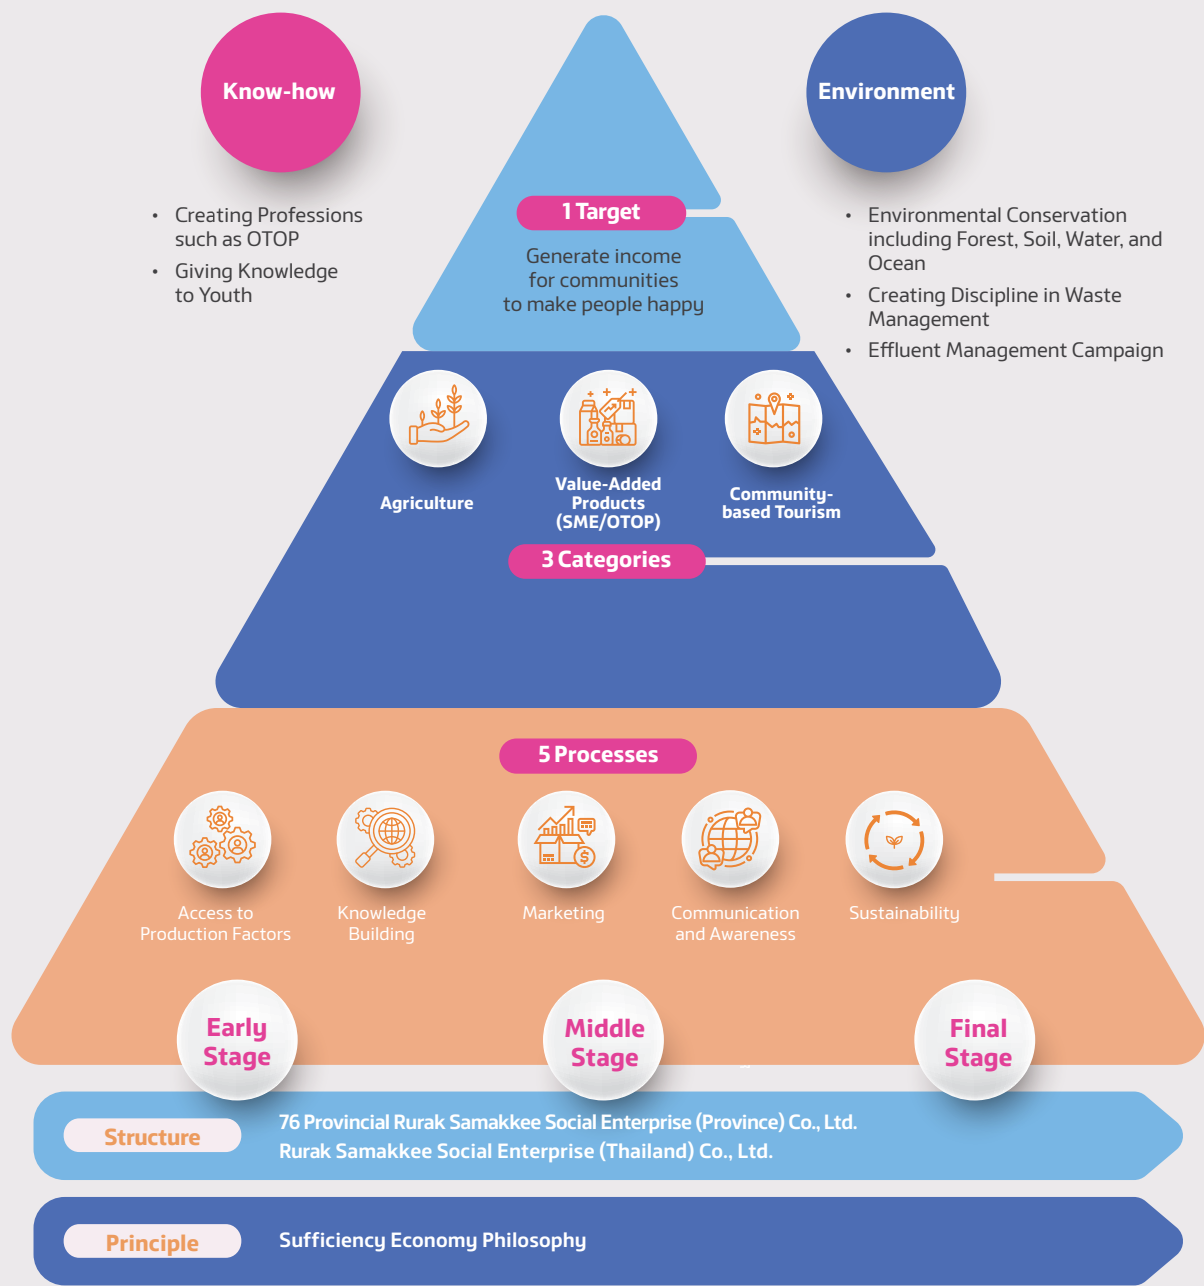 Know-how
• Creating Professions
such as OTOP
• Giving Knowledge
to Youth
Environment
• Environmental Conservation
including Forest, Soil, Water, and
Ocean
• Creating Discipline in Waste
Management
• Effluent Management Campaign
1 Target
Generate income
for communities
to make people happy
Agriculture
Value-Added
Products
(SME/OTOP)
Community-
based Tourism
3 Categories
5 Processes
Access to
Production Factors
Knowledge
Building
Marketing
Communication
and Awareness
Sustainability
Early
Stage
Middle
Stage
Final
Stage
Structure
76 Provincial Rurak Samakkee Social Enterprise (Province) Co., Ltd.
Rurak Samakkee Social Enterprise (Thailand) Co., Ltd.
Principle
Sufficiency Economy Philosophy